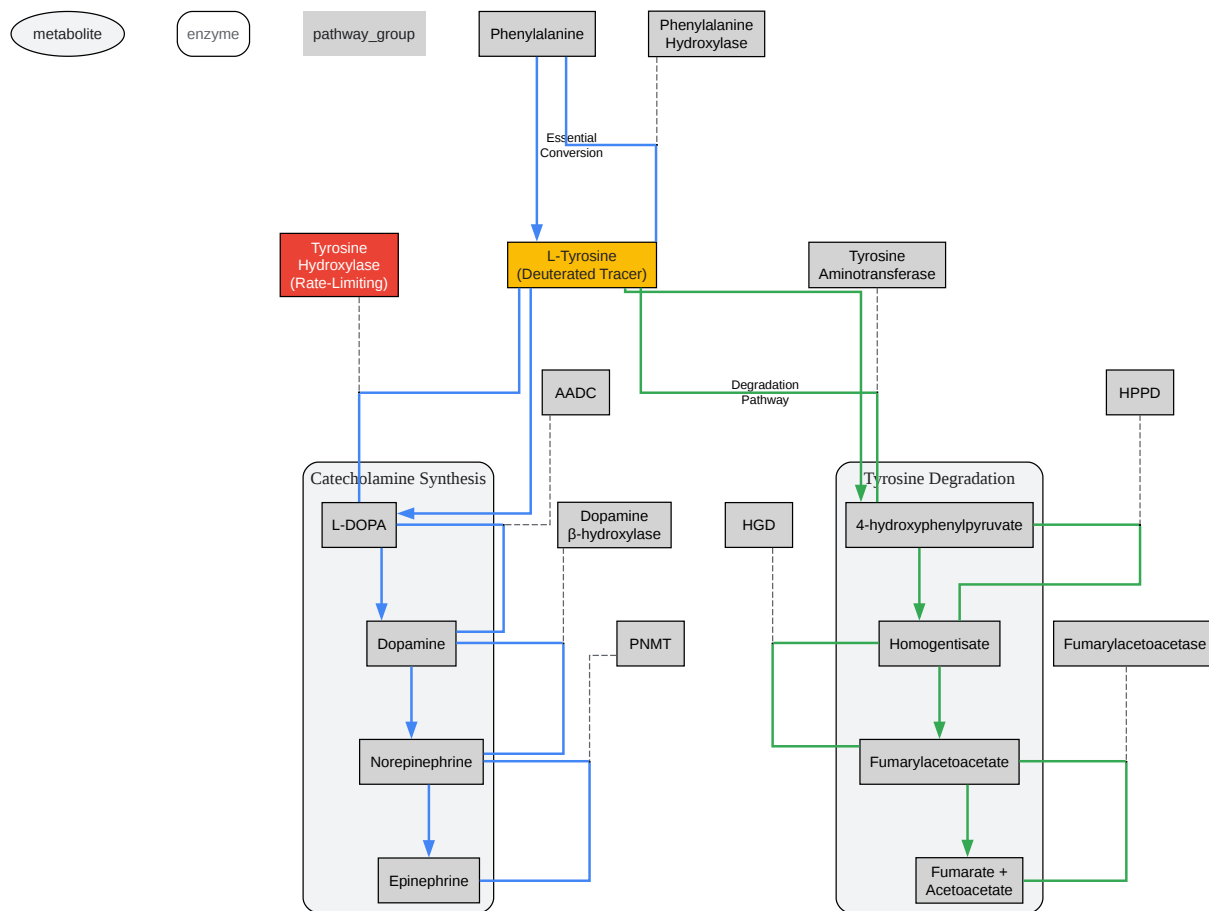 metabolite
enzyme
pathway_group
Phenylalanine
Phenylalanine
Hydroxylase
Essential
Conversion
Tyrosine
Hydroxylase
(Rate-Limiting)
L-Tyrosine
(Deuterated Tracer)
Tyrosine
Aminotransferase
AADC
Degradation
Pathway
HPPD
Catecholamine Synthesis
Tyrosine Degradation
L-DOPA
Dopamine
β-hydroxylase
HGD
4-hydroxyphenylpyruvate
Dopamine
PNMT
Homogentisate
Fumarylacetoacetase
Norepinephrine
Fumarylacetoacetate
Epinephrine
Fumarate +
Acetoacetate